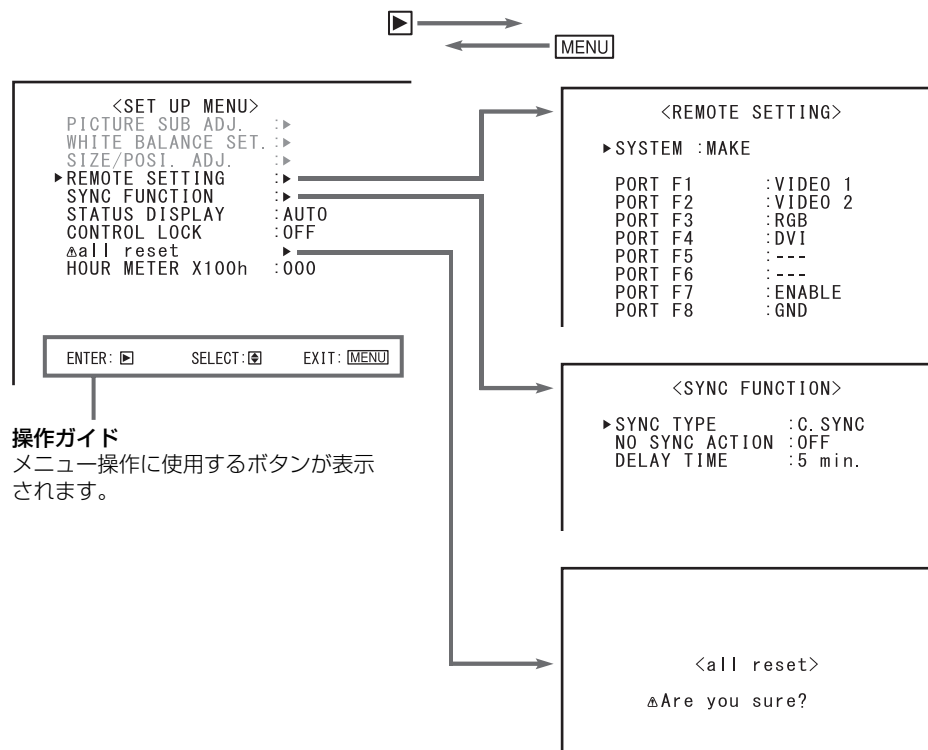 ▶
MENU
<SET UP MENU>
PICTURE SUB ADJ. :▶
WHITE BALANCE SET. :▶
SIZE/POSI. ADJ. :▶
▶REMOTE SETTING :▶
SYNC FUNCTION :▶
STATUS DISPLAY :AUTO
CONTROL LOCK :OFF
⚠all reset ▶
HOUR METER X100h :000
ENTER: ▶ SELECT: EXIT: MENU
操作ガイド
メニュー操作に使用するボタンが表示
されます。
<REMOTE SETTING>
▶SYSTEM :MAKE
PORT F1 :VIDEO 1
PORT F2 :VIDEO 2
PORT F3 :RGB
PORT F4 :DVI
PORT F5 :---
PORT F6 :---
PORT F7 :ENABLE
PORT F8 :GND
<SYNC FUNCTION>
▶SYNC TYPE :C.SYNC
NO SYNC ACTION :OFF
DELAY TIME :5 min.
<all reset>
⚠Are you sure?